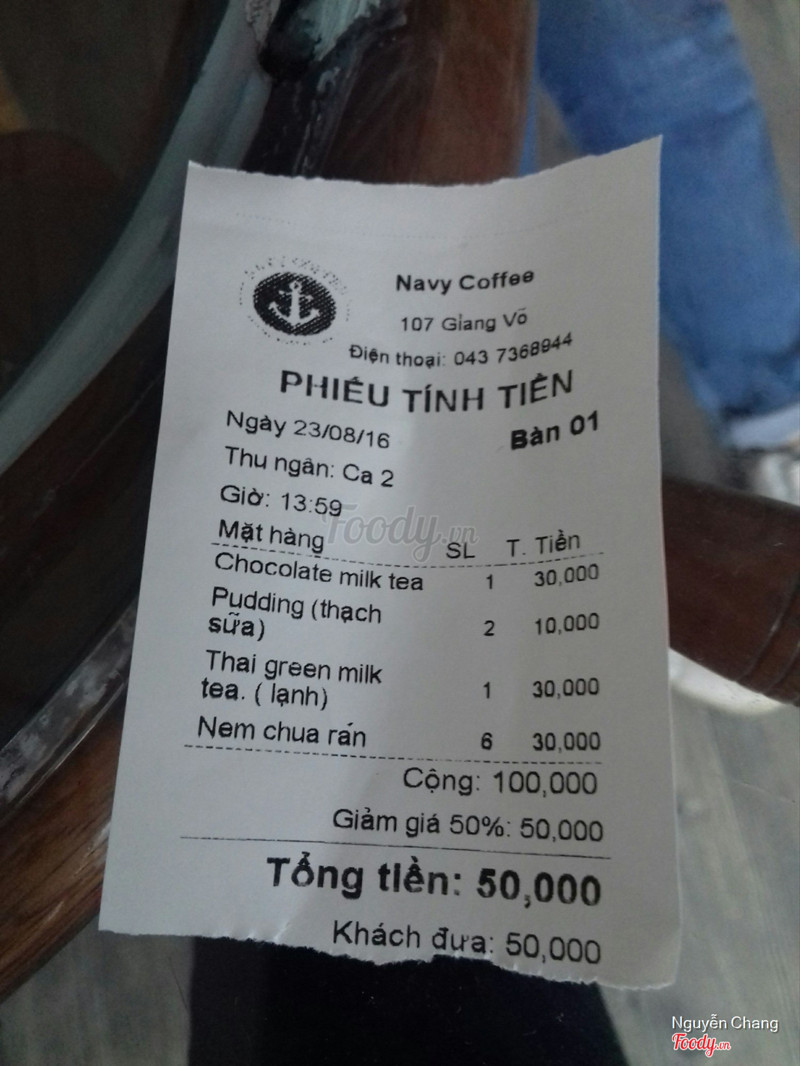 Navy Coffee
107 Giảng Võ
Điện thoại: 043 7368944
PHIẾU TÍNH TIỀN
Ngày 23/08/16
Bàn 01
Thu ngân: Ca 2
Giờ: 13:59
Foody.vn
Mặt hàng SL T. Tiền
Chocolate milk tea 1 30,000
Pudding (thạch
sữa) 2 10,000
Thai green milk
tea. ( lạnh) 1 30,000
Nem chua rán 6 30,000
Cộng: 100,000
Giảm giá 50%: 50,000
Tổng tiền: 50,000
Khách đưa: 50,000
Nguyễn Chang
Foody.vn